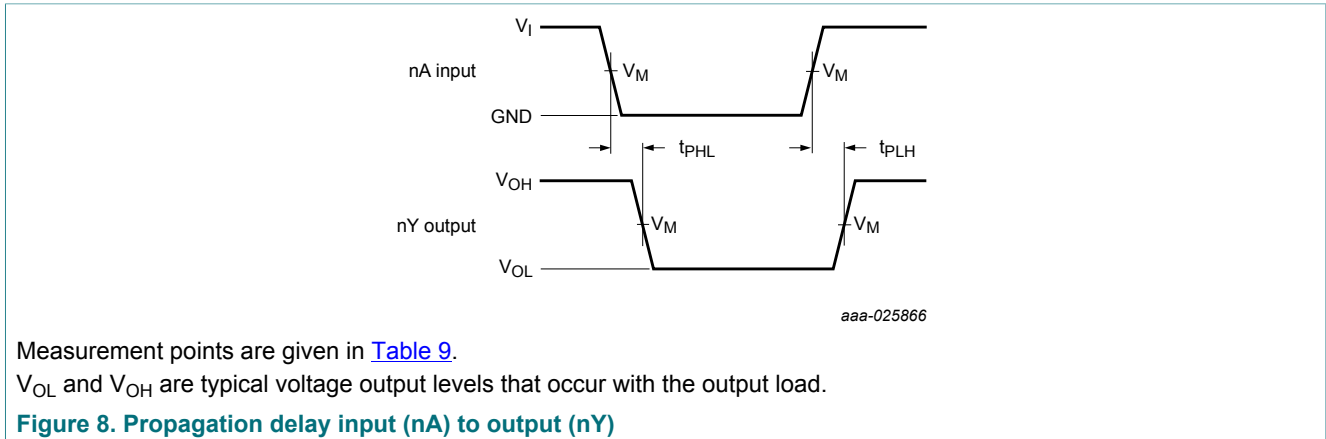 VI
nA input
VM
VM
GND
tPHL
tPLH
VOH
nY output
VM
VM
VOL
aaa-025866
Measurement points are given in Table 9.
VOL and VOH are typical voltage output levels that occur with the output load.
Figure 8. Propagation delay input (nA) to output (nY)